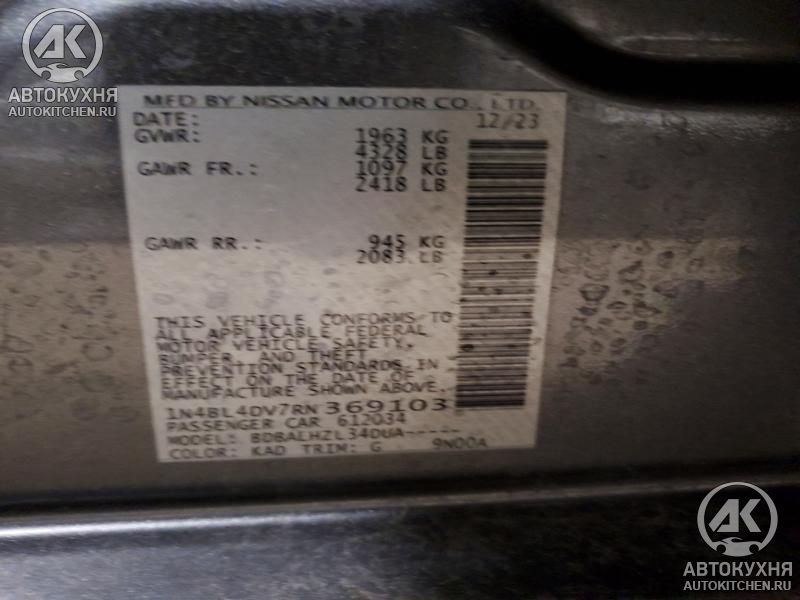 AK
АВТОКУХНЯ
AUTOKITCHEN.RU
MFD BY NISSAN MOTOR CO., LTD.
DATE: 12/23
GVWR: 1963 KG
4328 LB
GAWR FR.: 1097 KG
2418 LB
GAWR RR.: 945 KG
2083 LB
THIS VEHICLE CONFORMS TO
ALL APPLICABLE FEDERAL
MOTOR VEHICLE SAFETY,
BUMPER, AND THEFT
PREVENTION STANDARDS IN
EFFECT ON THE DATE OF
MANUFACTURE SHOWN ABOVE.
1N4BL4DV7RN369103
PASSENGER CAR 612034
MODEL: BDBALHZL34DUA-----
COLOR: KAD TRIM: G 9N00A
AK
АВТОКУХНЯ
AUTOKITCHEN.RU